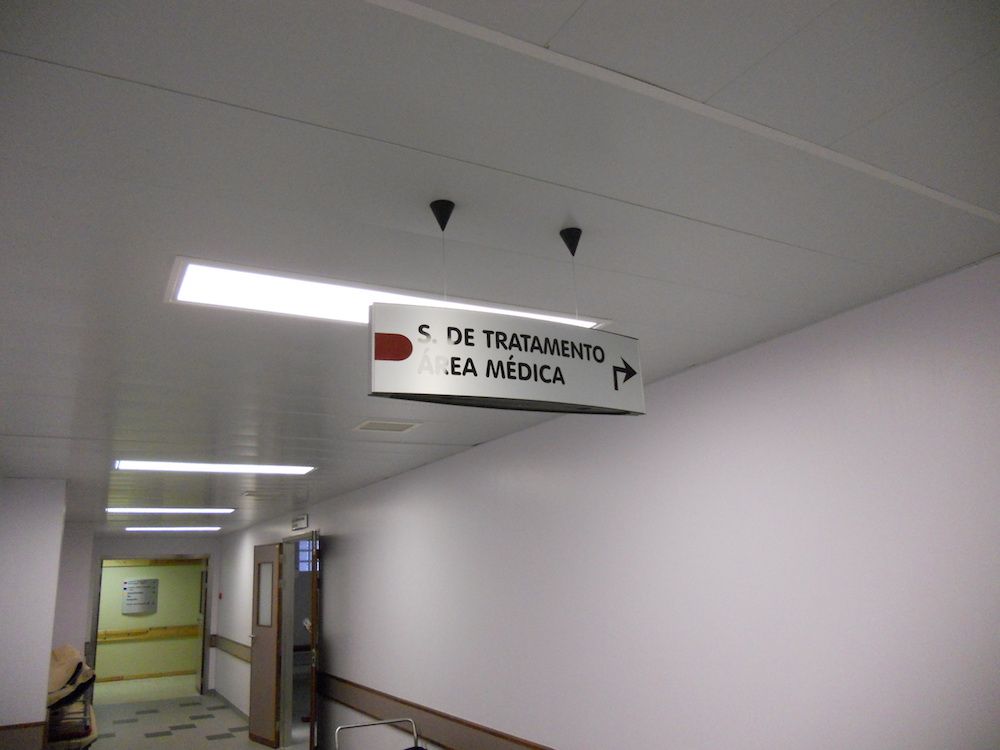 S. DE TRATAMENTO
ÁREA MÉDICA